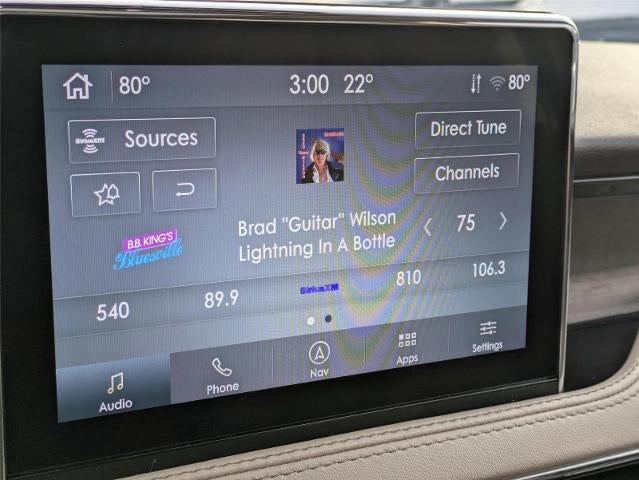 80°
3:00 22°
80°
SiriusXM
Sources
Direct Tune
Channels
Brad "Guitar" Wilson
Lightning In A Bottle
75
B.B. KING'S
Bluesville
540
89.9
SiriusXM
810
106.3
Audio
Phone
Nav
Apps
Settings